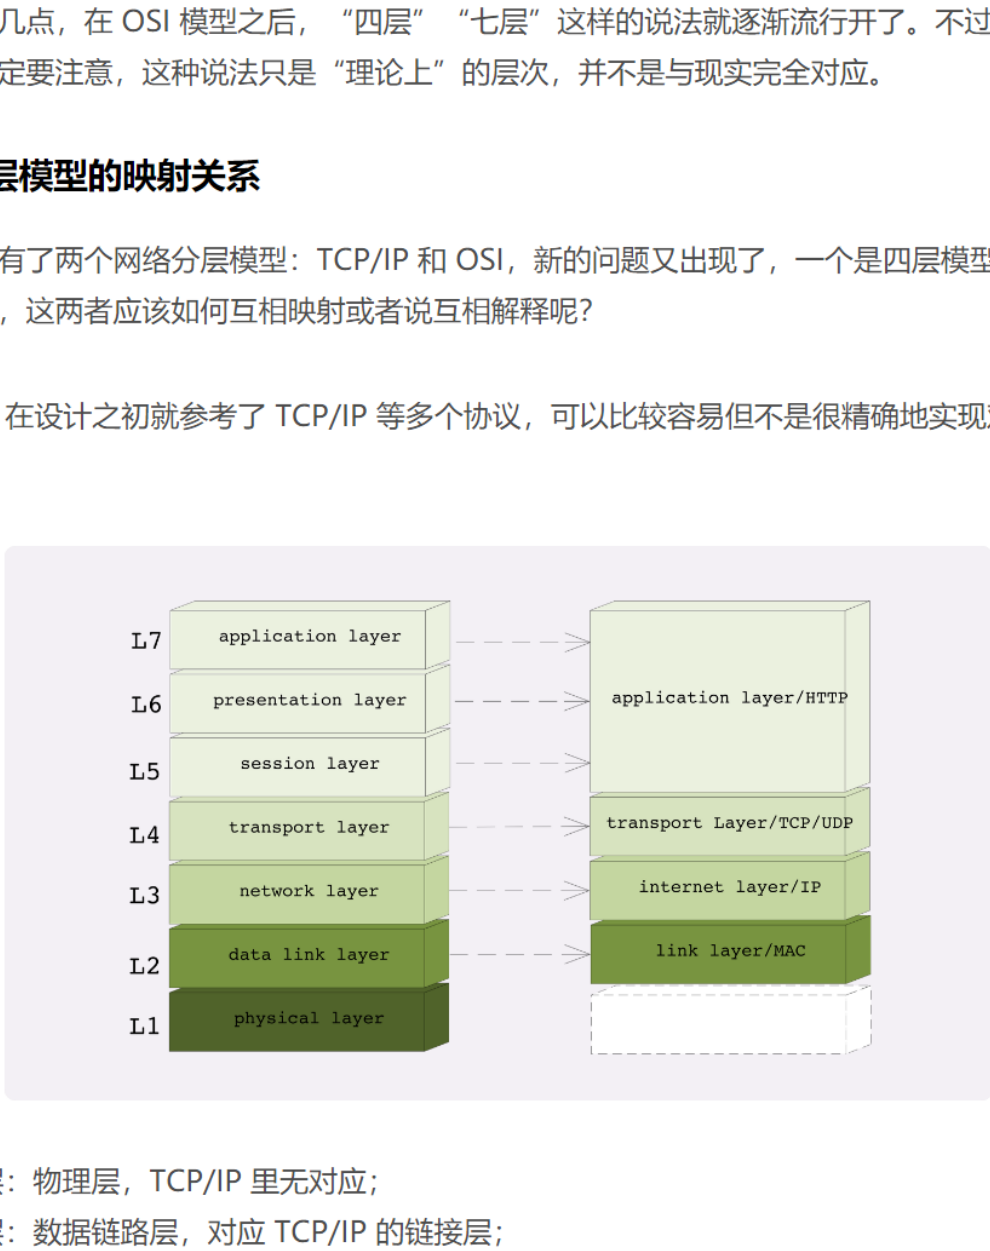 几点，在 OSI 模型之后，“四层”“七层”这样的说法就逐渐流行开了。不过
定要注意，这种说法只是“理论上”的层次，并不是与现实完全对应。
层模型的映射关系
有了两个网络分层模型：TCP/IP 和 OSI，新的问题又出现了，一个是四层模型
，这两者应该如何互相映射或者说互相解释呢？
在设计之初就参考了 TCP/IP 等多个协议，可以比较容易但不是很精确地实现
L7 application layer
application layer/HTTP
L6 presentation layer
L5 session layer
L4 transport layer
transport Layer/TCP/UDP
L3 network layer
internet layer/IP
L2 data link layer
link layer/MAC
L1 physical layer
层：物理层，TCP/IP 里无对应；
层：数据链路层，对应 TCP/IP 的链接层；